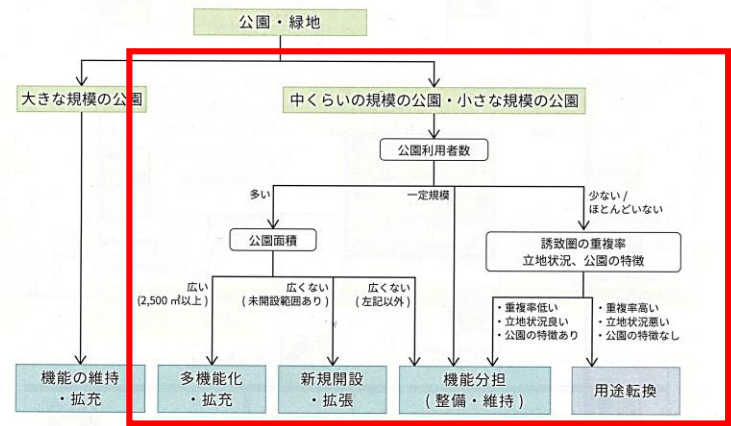 公園・緑地
大きな規模の公園
中くらいの規模の公園・小さな規模の公園
公園利用者数
多い
一定規模
少ない /
ほとんどいない
公園面積
誘致圏の重複率
立地状況、公園の特徴
広い
(2,500 ㎡以上 )
広くない
( 未開設範囲あり )
広くない
( 左記以外 )
・重複率低い
・立地状況良い
・公園の特徴あり
・重複率高い
・立地状況悪い
・公園の特徴なし
機能の維持
・拡充
多機能化
・拡充
新規開設
・拡張
機能分担
( 整備・維持 )
用途転換